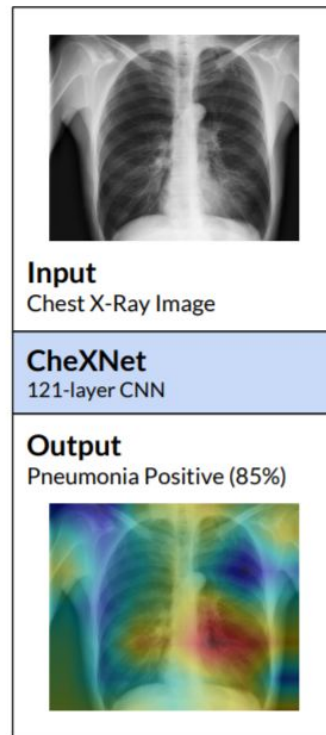 Input
Chest X-Ray Image
CheXNet
121-layer CNN
Output
Pneumonia Positive (85%)